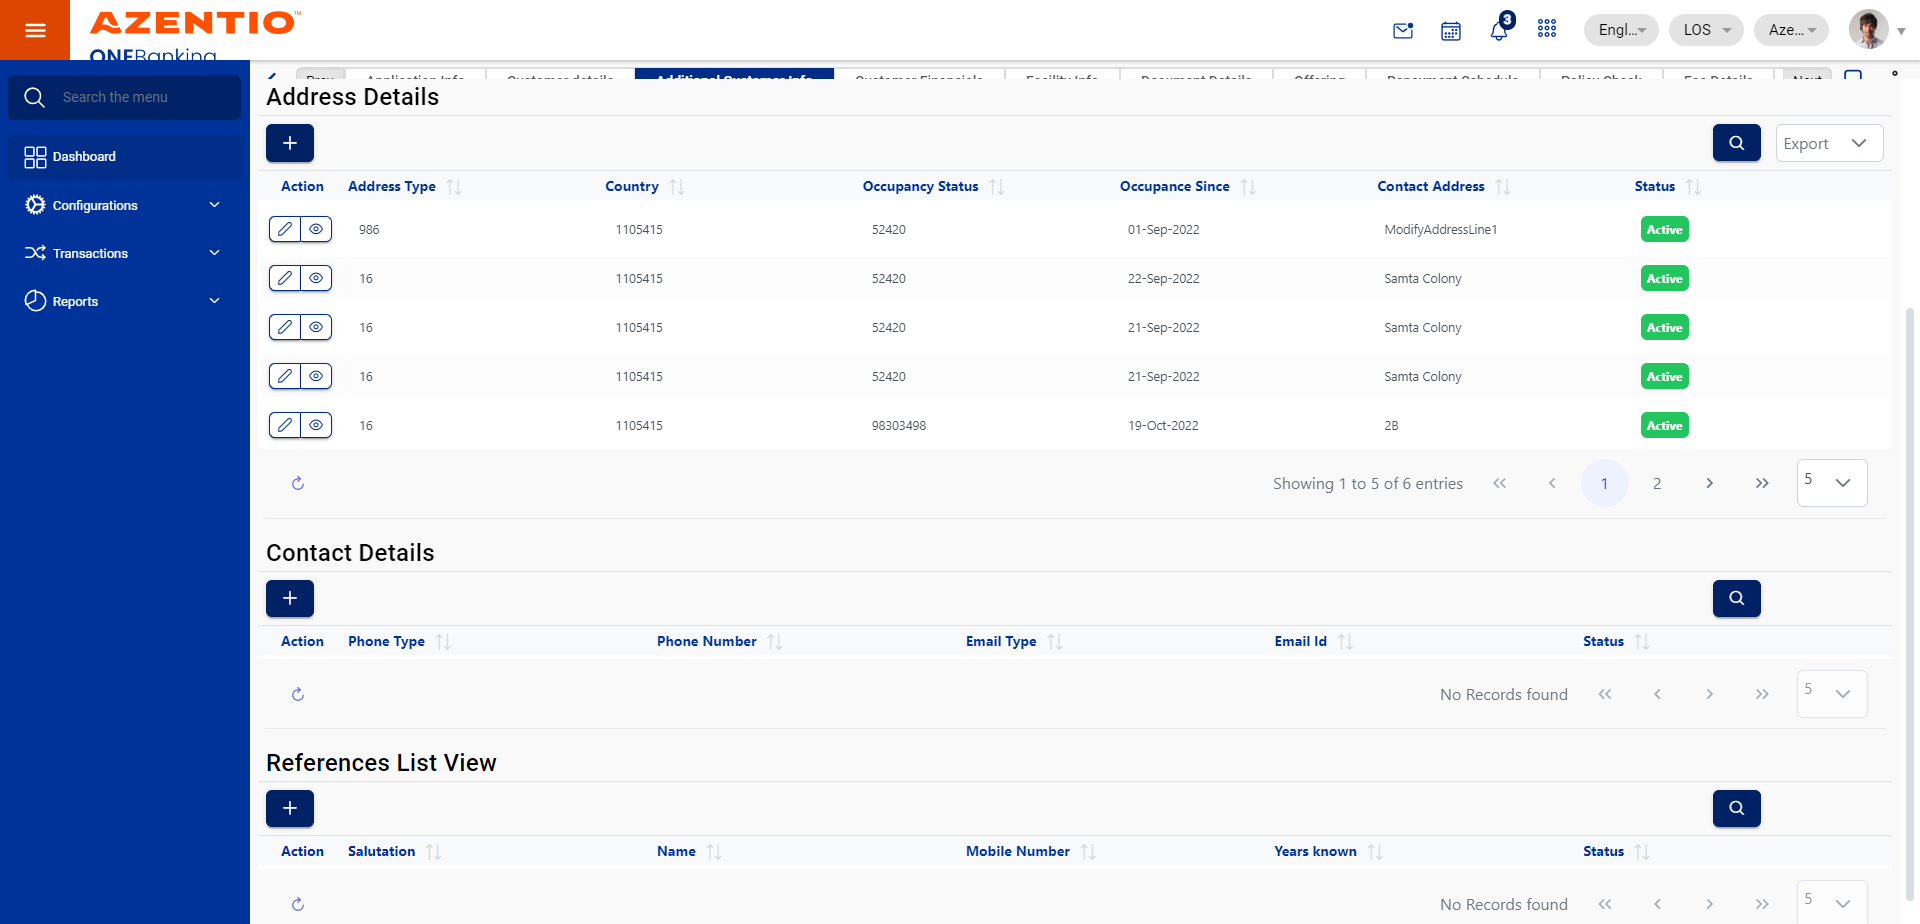 AZENTIO™
ONEBanking
3
Engl...
LOS
Aze...
Search the menu
Dashboard
Configurations
Transactions
Reports
Prev
Application Info
Customer details
Additional Customer Info
Customer Financials
Facility Info
Document Details
Offering
Repayment Schedule
Policy Check
Fee Details
Next
Address Details
+
Export
Action Address Type Country Occupancy Status Occupance Since Contact Address Status
986 1105415 52420 01-Sep-2022 ModifyAddressLine1 Active
16 1105415 52420 22-Sep-2022 Samta Colony Active
16 1105415 52420 21-Sep-2022 Samta Colony Active
16 1105415 52420 21-Sep-2022 Samta Colony Active
16 1105415 98303498 19-Oct-2022 2B Active
Showing 1 to 5 of 6 entries « ‹ 1 2 › » 5
Contact Details
+
Action Phone Type Phone Number Email Type Email Id Status
No Records found « ‹ › » 5
References List View
+
Action Salutation Name Mobile Number Years known Status
No Records found « ‹ › » 5